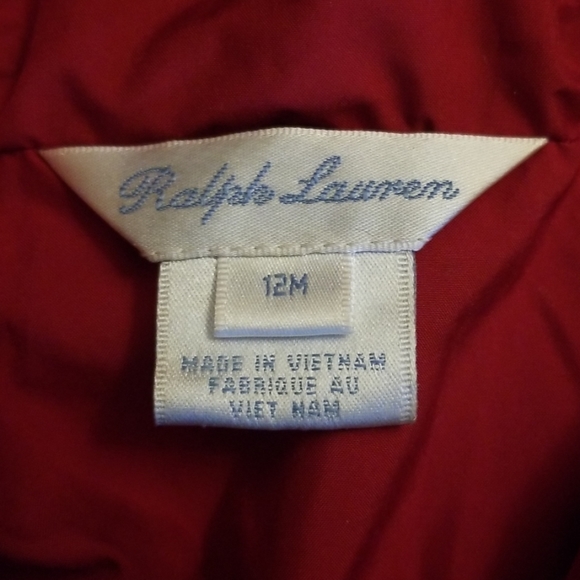 Ralph Lauren
12M
MADE IN VIETNAM
FABRIQUE AU
VIET NAM